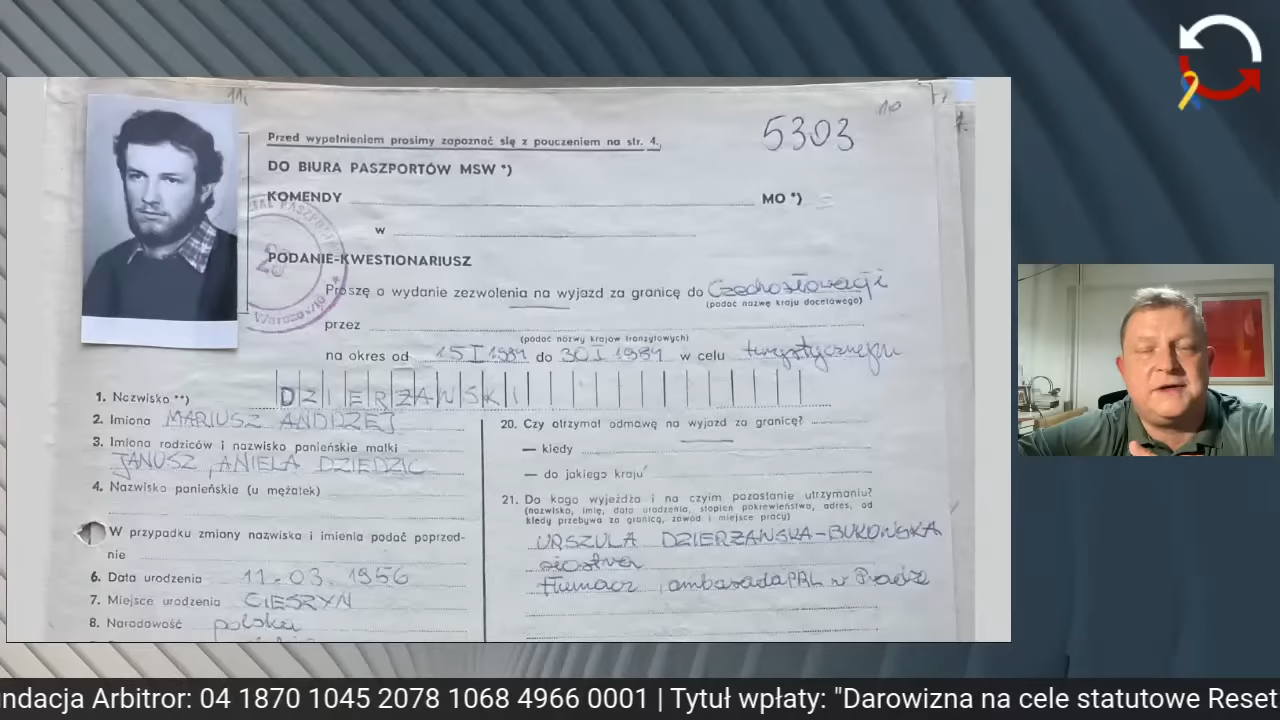 11.
110
5303
Przed wypełnieniem prosimy zapoznać się z pouczeniem na str. 4.
DO BIURA PASZPORTÓW MSW *)
KOMENDY MO *)
w
PODANIE-KWESTIONARIUSZ
Proszę o wydanie zezwolenia na wyjazd za granicę do Czechosłowacji
(podać nazwę kraju docelowego)
przez
(podać nazwy krajów tranzytowych)
na okres od 15 I 1981 do 30 I 1981 w celu turystycznym
1. Nazwisko **) DZIERŻAWSKI
2. Imiona MARIUSZ ANDRZEJ
3. Imiona rodziców i nazwisko panieńskie matki
JANUSZ, ANIELA DZIEDZIC
4. Nazwisko panieńskie (u mężatek)
W przypadku zmiany nazwiska i imienia podać poprzed-
nie
6. Data urodzenia 11.03.1956
7. Miejsce urodzenia CIESZYN
8. Narodowość polska
20. Czy otrzymał odmowę na wyjazd za granicę?
— kiedy
— do jakiego kraju
21. Do kogo wyjeżdża i na czyim pozostanie utrzymaniu?
(nazwisko, imię, data urodzenia, stopień pokrewieństwa, adres, od
kiedy przebywa za granicą, zawód i miejsce pracy)
URSZULA DZIERŻAWSKA-BUKOWSKA
siostra
tłumacz, ambasada PRL w Pradze
ndacja Arbitror: 04 1870 1045 2078 1068 4966 0001 | Tytuł wpłaty: "Darowizna na cele statutowe Reset